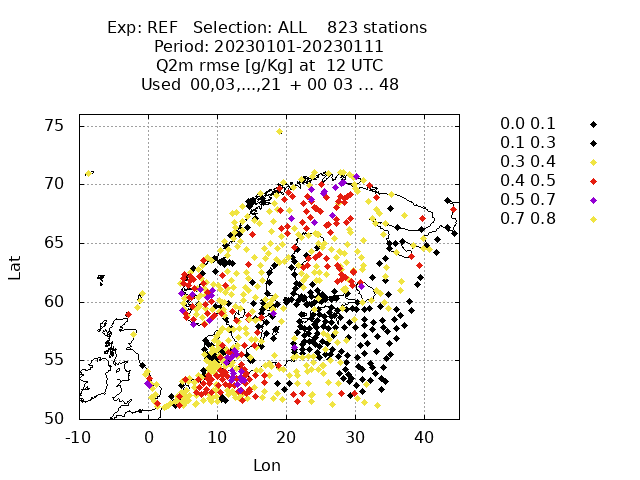 Exp: REF Selection: ALL 823 stations
Period: 20230101-20230111
Q2m rmse [g/Kg] at 12 UTC
Used 00,03,...,21 + 00 03 ... 48
0.0 0.1
0.1 0.3
0.3 0.4
0.4 0.5
0.5 0.7
0.7 0.8
75
70
65
60
55
50
Lat
-10 0 10 20 30 40
Lon